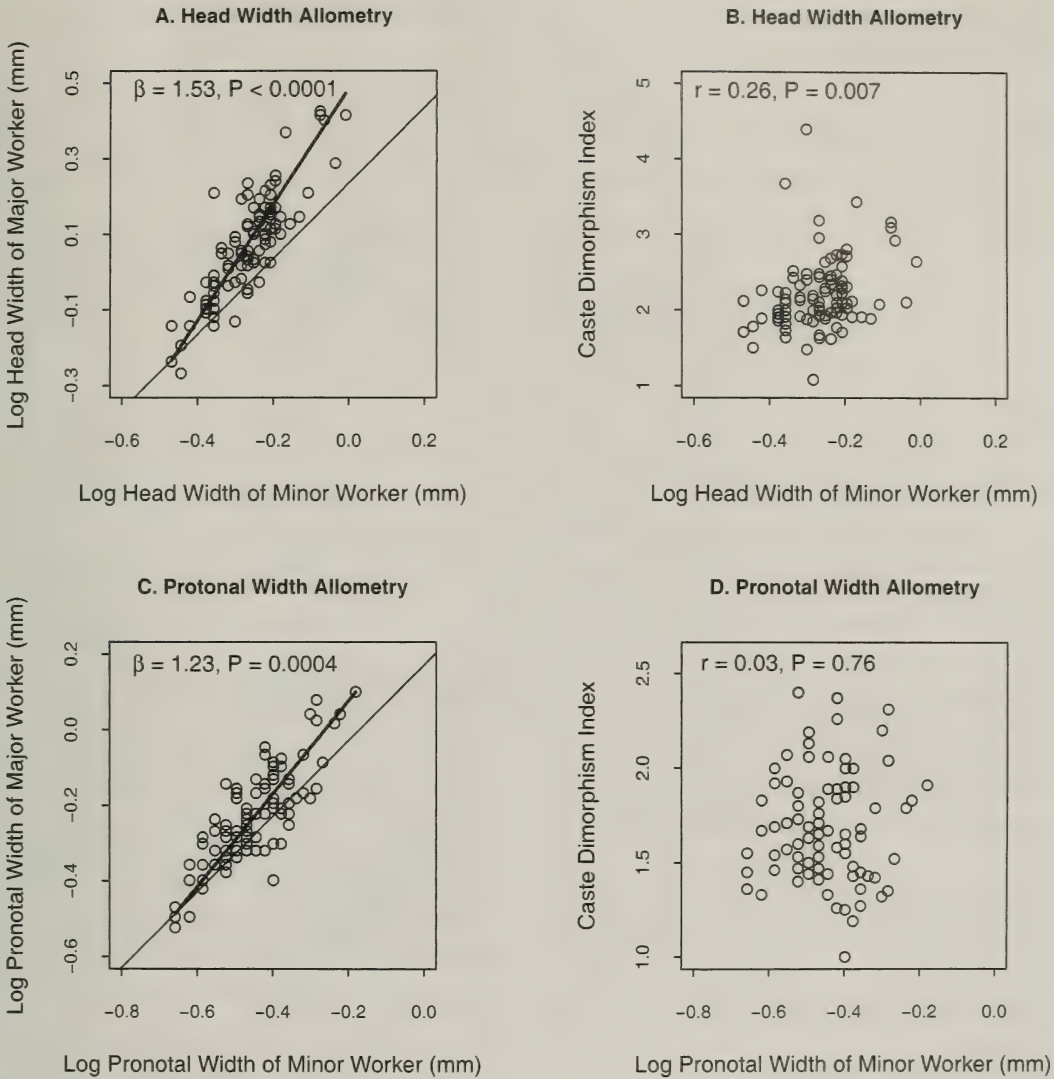 A. Head Width Allometry
β = 1.53, P < 0.0001
Log Head Width of Major Worker (mm)
0.5
0.3
0.1
−0.1
−0.3
−0.6 −0.4 −0.2 0.0 0.2
Log Head Width of Minor Worker (mm)
B. Head Width Allometry
r = 0.26, P = 0.007
Caste Dimorphism Index
5
4
3
2
1
−0.6 −0.4 −0.2 0.0 0.2
Log Head Width of Minor Worker (mm)
C. Protonal Width Allometry
β = 1.23, P = 0.0004
Log Pronotal Width of Major Worker (mm)
0.2
0.0
−0.2
−0.4
−0.6
−0.8 −0.6 −0.4 −0.2 0.0
Log Pronotal Width of Minor Worker (mm)
D. Pronotal Width Allometry
r = 0.03, P = 0.76
Caste Dimorphism Index
2.5
2.0
1.5
1.0
−0.8 −0.6 −0.4 −0.2 0.0
Log Pronotal Width of Minor Worker (mm)